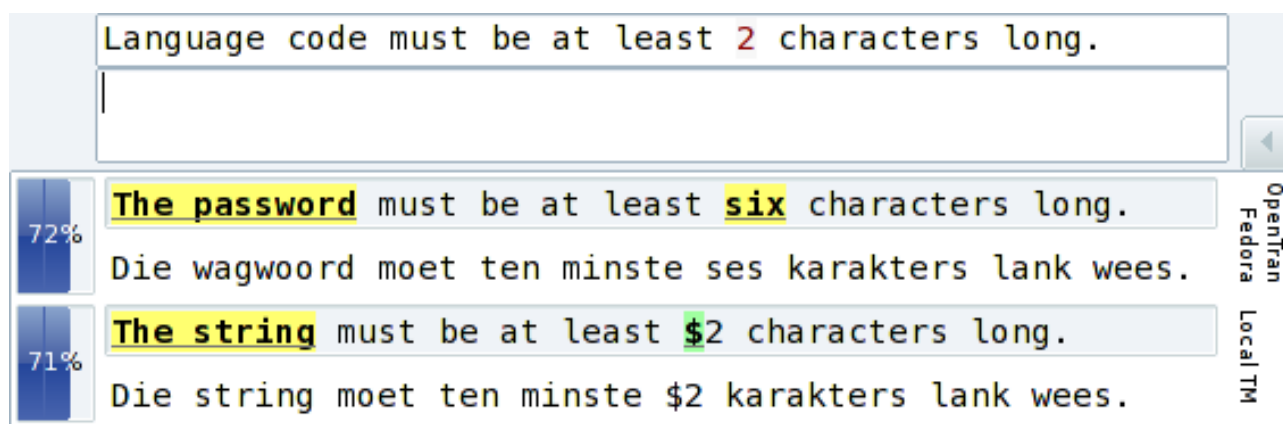 Language code must be at least 2 characters long.
72%
The password must be at least six characters long.
Die wagwoord moet ten minste ses karakters lank wees.
OpenTran
Fedora
71%
The string must be at least $2 characters long.
Die string moet ten minste $2 karakters lank wees.
Local TM